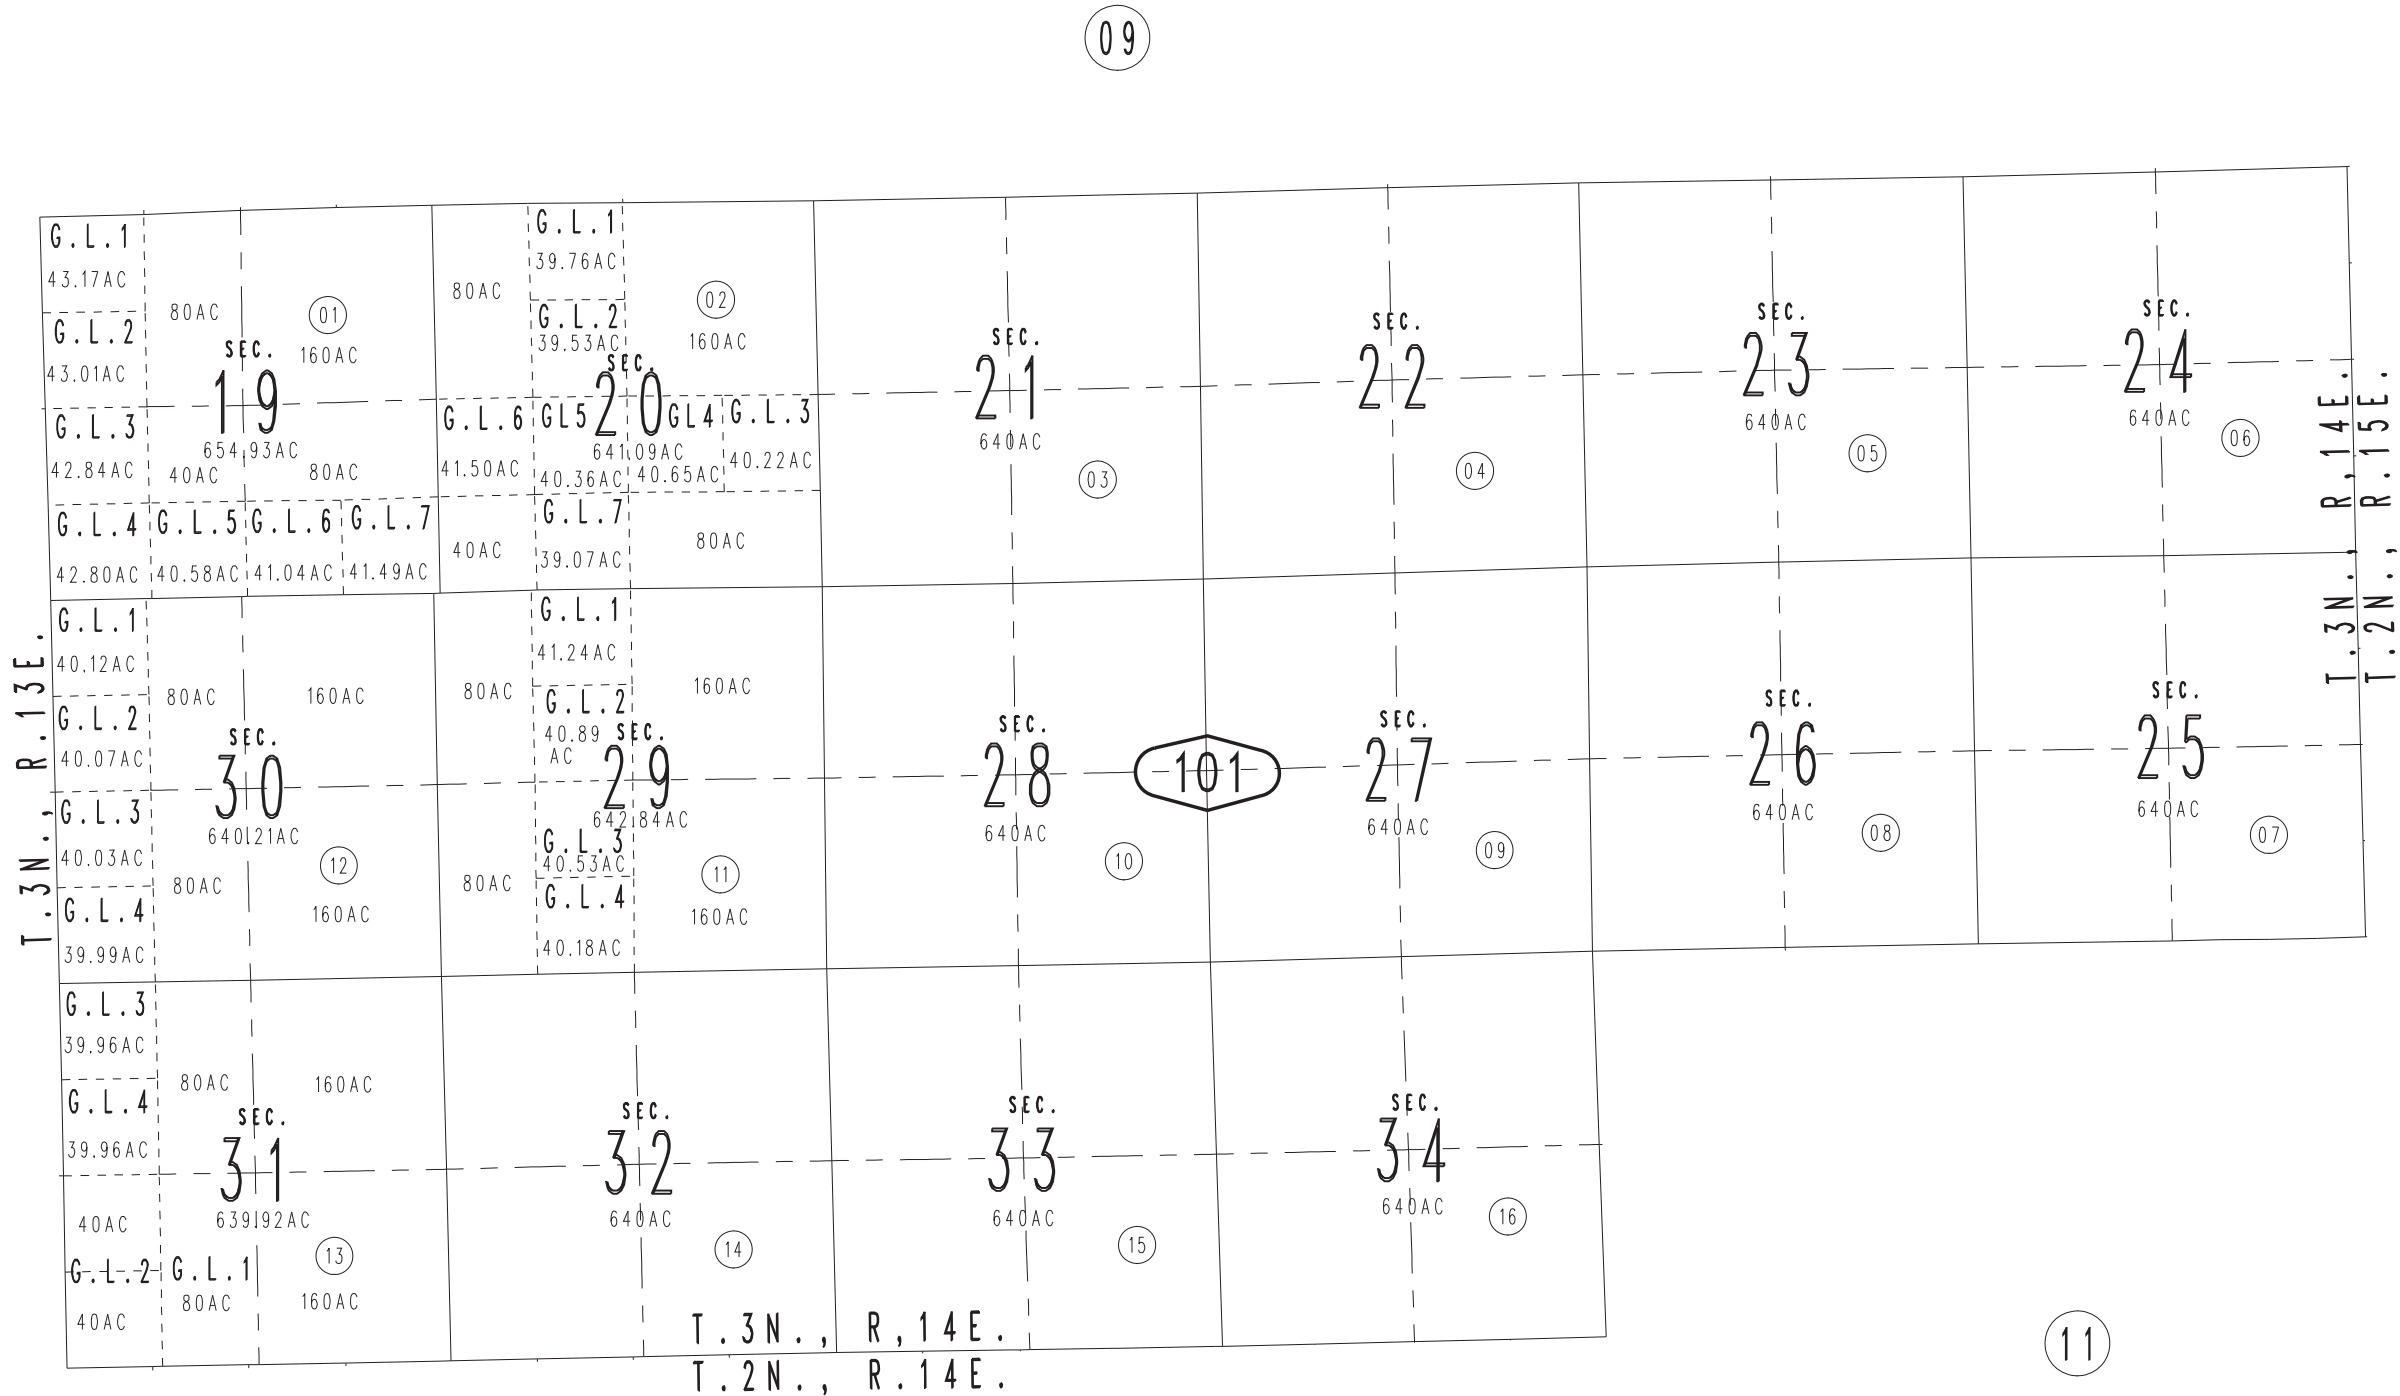 09
G.L.1
43.17AC
G.L.2
43.01AC
G.L.3
42.84AC
G.L.4
42.80AC
80AC
01
160AC
SEC.
19
654.93AC
40AC
80AC
G.L.5
40.58AC
G.L.6
41.04AC
G.L.7
41.49AC
80AC
G.L.1
39.76AC
G.L.2
39.53AC
02
160AC
SEC.
20
641.09AC
G.L.6
41.50AC
GL5
40.36AC
GL4
40.65AC
G.L.3
40.22AC
40AC
G.L.7
39.07AC
80AC
SEC.
21
640AC
03
SEC.
22
04
SEC.
23
640AC
05
SEC.
24
640AC
06
T.3N., R,14E.
T.2N., R.15E.
T.3N., R.13E.
G.L.1
40.12AC
G.L.2
40.07AC
G.L.3
40.03AC
G.L.4
39.99AC
80AC
160AC
SEC.
30
640.21AC
80AC
12
160AC
80AC
G.L.1
41.24AC
G.L.2
40.89
AC
160AC
SEC.
29
642.84AC
80AC
G.L.3
40.53AC
G.L.4
40.18AC
11
160AC
SEC.
28
640AC
10
101
SEC.
27
640AC
09
SEC.
26
640AC
08
SEC.
25
640AC
07
G.L.3
39.96AC
G.L.4
39.96AC
80AC
160AC
SEC.
31
639.92AC
40AC
G.L.2
40AC
G.L.1
80AC
13
160AC
SEC.
32
640AC
14
SEC.
33
640AC
15
SEC.
34
640AC
16
T.3N., R,14E.
T.2N., R.14E.
11